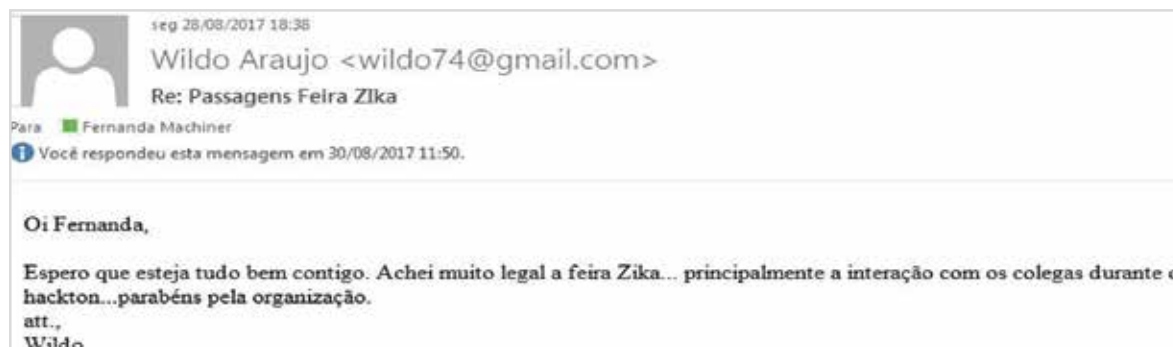 seg 28/08/2017 18:38
Wildo Araujo <wildo74@gmail.com>
Re: Passagens Feira ZIka
Para Fernanda Machiner
Você respondeu esta mensagem em 30/08/2017 11:50.
Oi Fernanda,
Espero que esteja tudo bem contigo. Achei muito legal a feira Zika... principalmente a interação com os colegas durante
hackton...parabéns pela organização.
att.,
Wildo